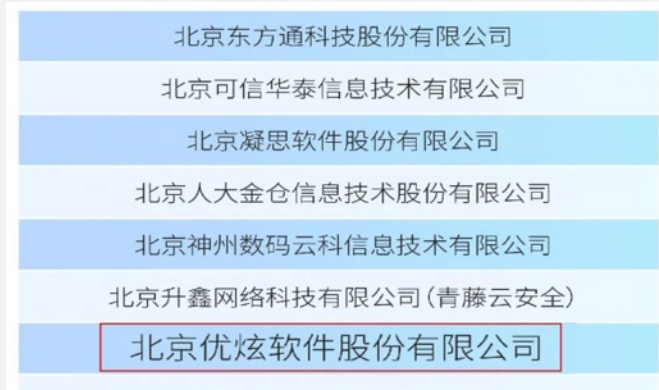 北京东方通科技股份有限公司
北京可信华泰信息技术有限公司
北京凝思软件股份有限公司
北京人大金仓信息技术股份有限公司
北京神州数码云科信息技术有限公司
北京升鑫网络科技有限公司(青藤云安全)
北京优炫软件股份有限公司